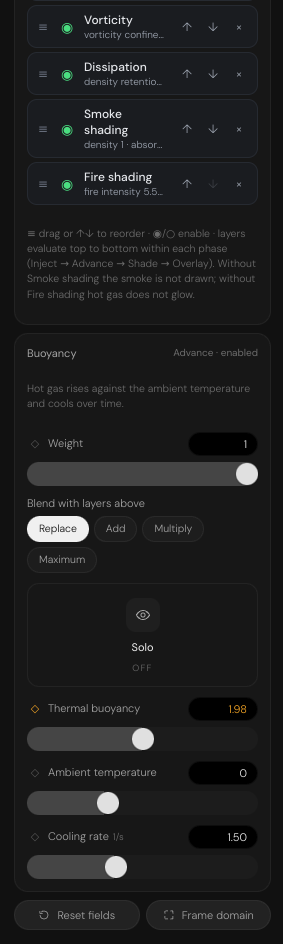 Vorticity
vorticity confine...
Dissipation
density retentio...
Smoke
shading
density 1 · absor...
Fire shading
fire intensity 5.5...
≡ drag or ↑↓ to reorder · ◉/○ enable · layers
evaluate top to bottom within each phase
(Inject → Advance → Shade → Overlay). Without
Smoke shading the smoke is not drawn; without
Fire shading hot gas does not glow.
Buoyancy Advance · enabled
Hot gas rises against the ambient temperature
and cools over time.
Weight 1
Blend with layers above
Replace Add Multiply
Maximum
Solo
OFF
Thermal buoyancy 1.98
Ambient temperature 0
Cooling rate 1/s 1.50
Reset fields Frame domain